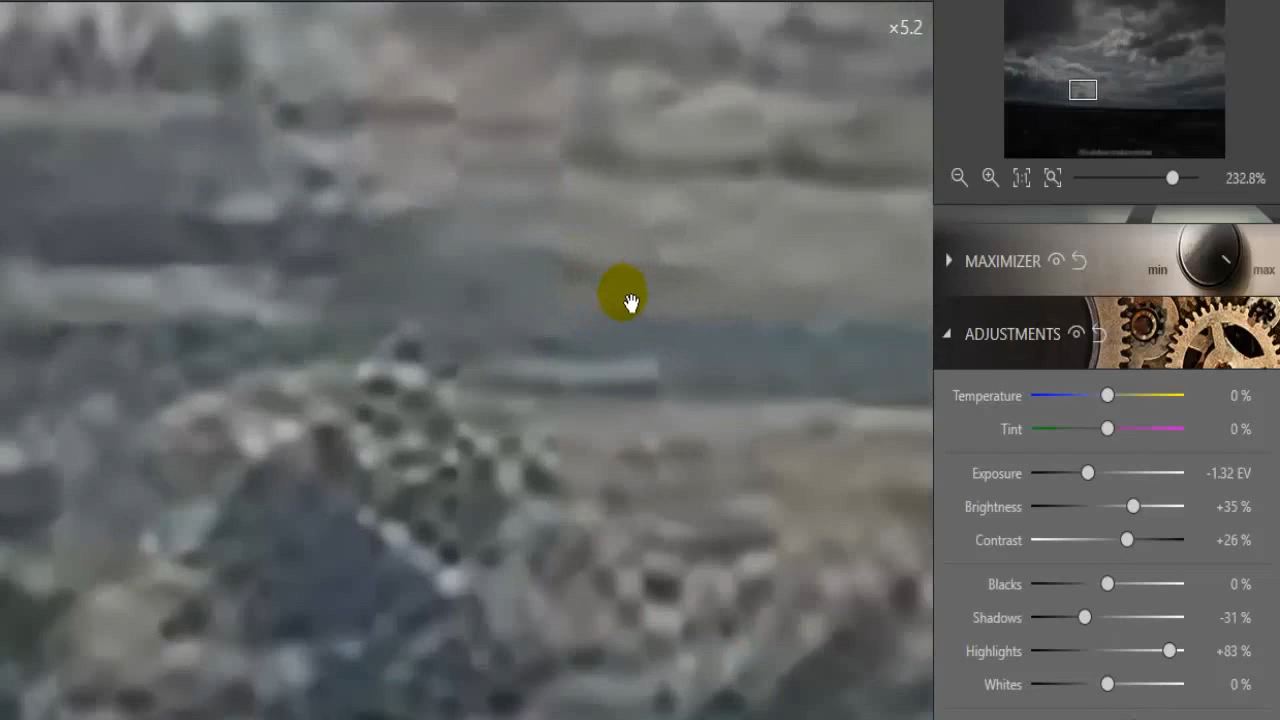 ×5.2
232.8%
MAXIMIZER
min
max
ADJUSTMENTS
Temperature 0 %
Tint 0 %
Exposure -1.32 EV
Brightness +35 %
Contrast +26 %
Blacks 0 %
Shadows -31 %
Highlights +83 %
Whites 0 %